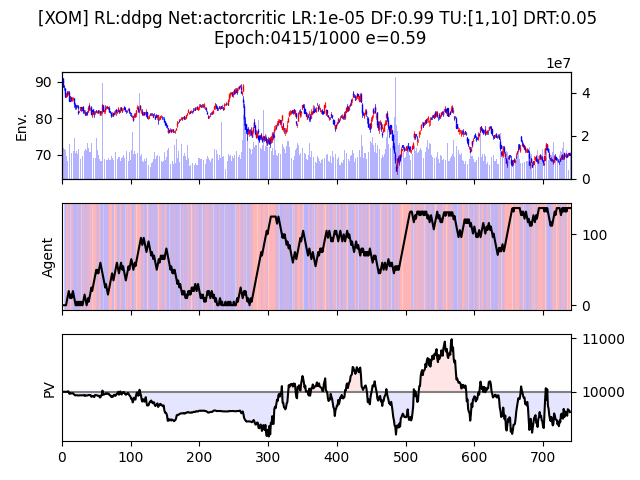 [XOM] RL:ddpg Net:actorcritic LR:1e-05 DF:0.99 TU:[1,10] DRT:0.05
Epoch:0415/1000 e=0.59
1e7
Env.
90
80
70
4
2
0
Agent
100
0
PV
11000
10000
0 100 200 300 400 500 600 700